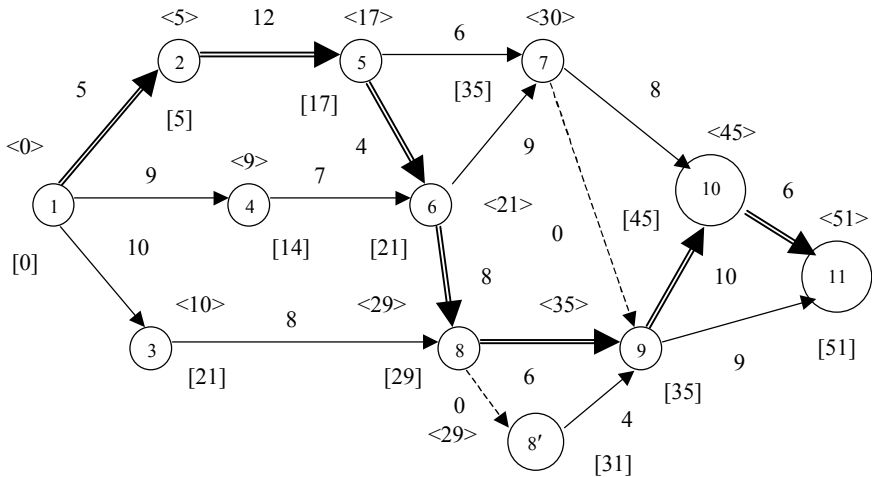 <5> 12 <17> <30>
2 5 6 7
5 [5] [17] [35] 8
<0> <9> 4 9 <45>
1 9 4 7 6 <21> 10 6 <51>
[0] 10 [14] [21] 0 [45] 11
<10> <29> 8 <35> 10
3 8 8 9 [51]
[21] [29] 6 [35] 9
0 4
<29> 8′ [31]